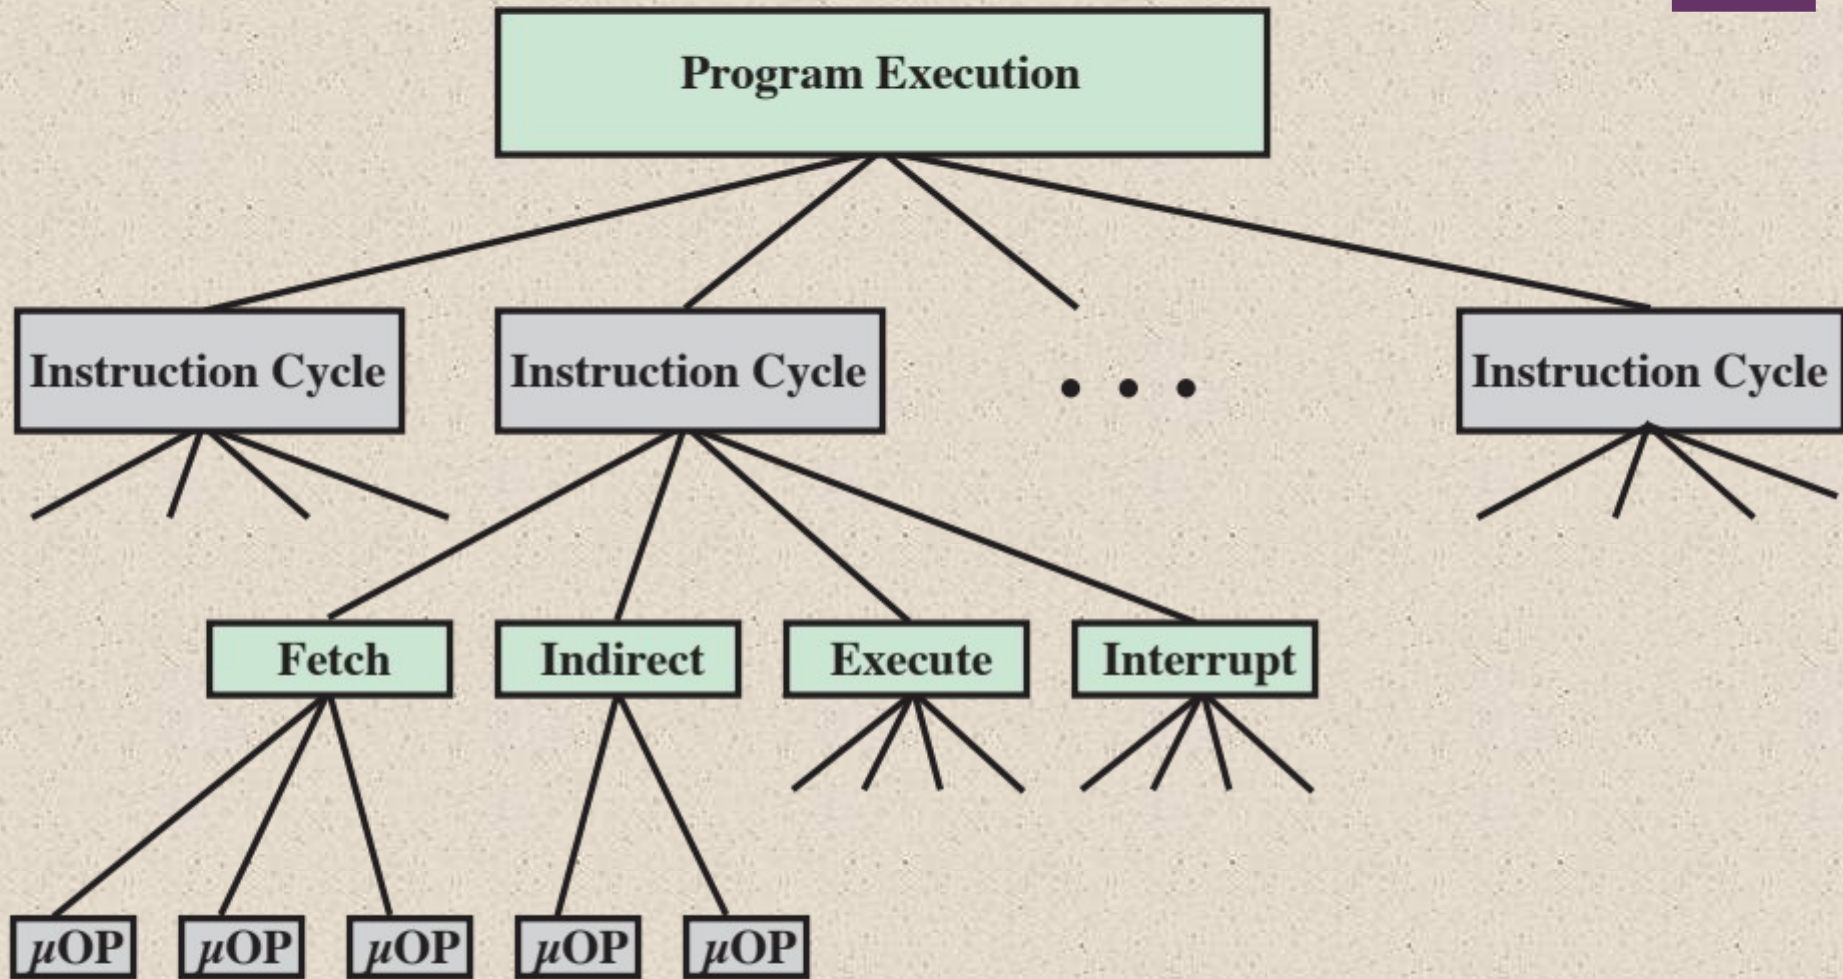 Program Execution
Instruction Cycle
Instruction Cycle
• • •
Instruction Cycle
Fetch
Indirect
Execute
Interrupt
μOP
μOP
μOP
μOP
μOP